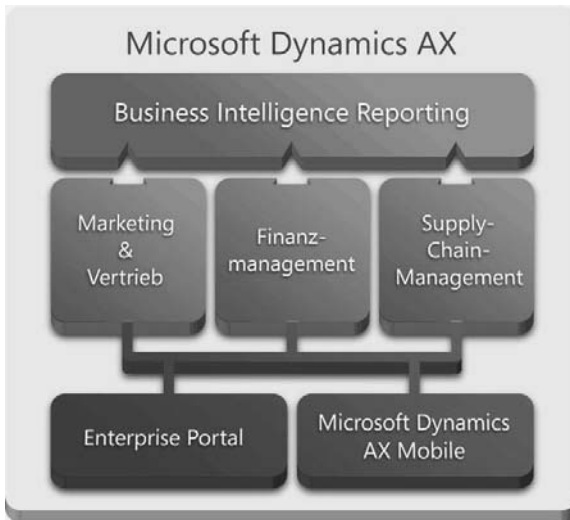 Microsoft Dynamics AX
Business Intelligence Reporting
Marketing
&
Vertrieb
Finanz-
management
Supply-
Chain-
Management
Enterprise Portal
Microsoft Dynamics
AX Mobile